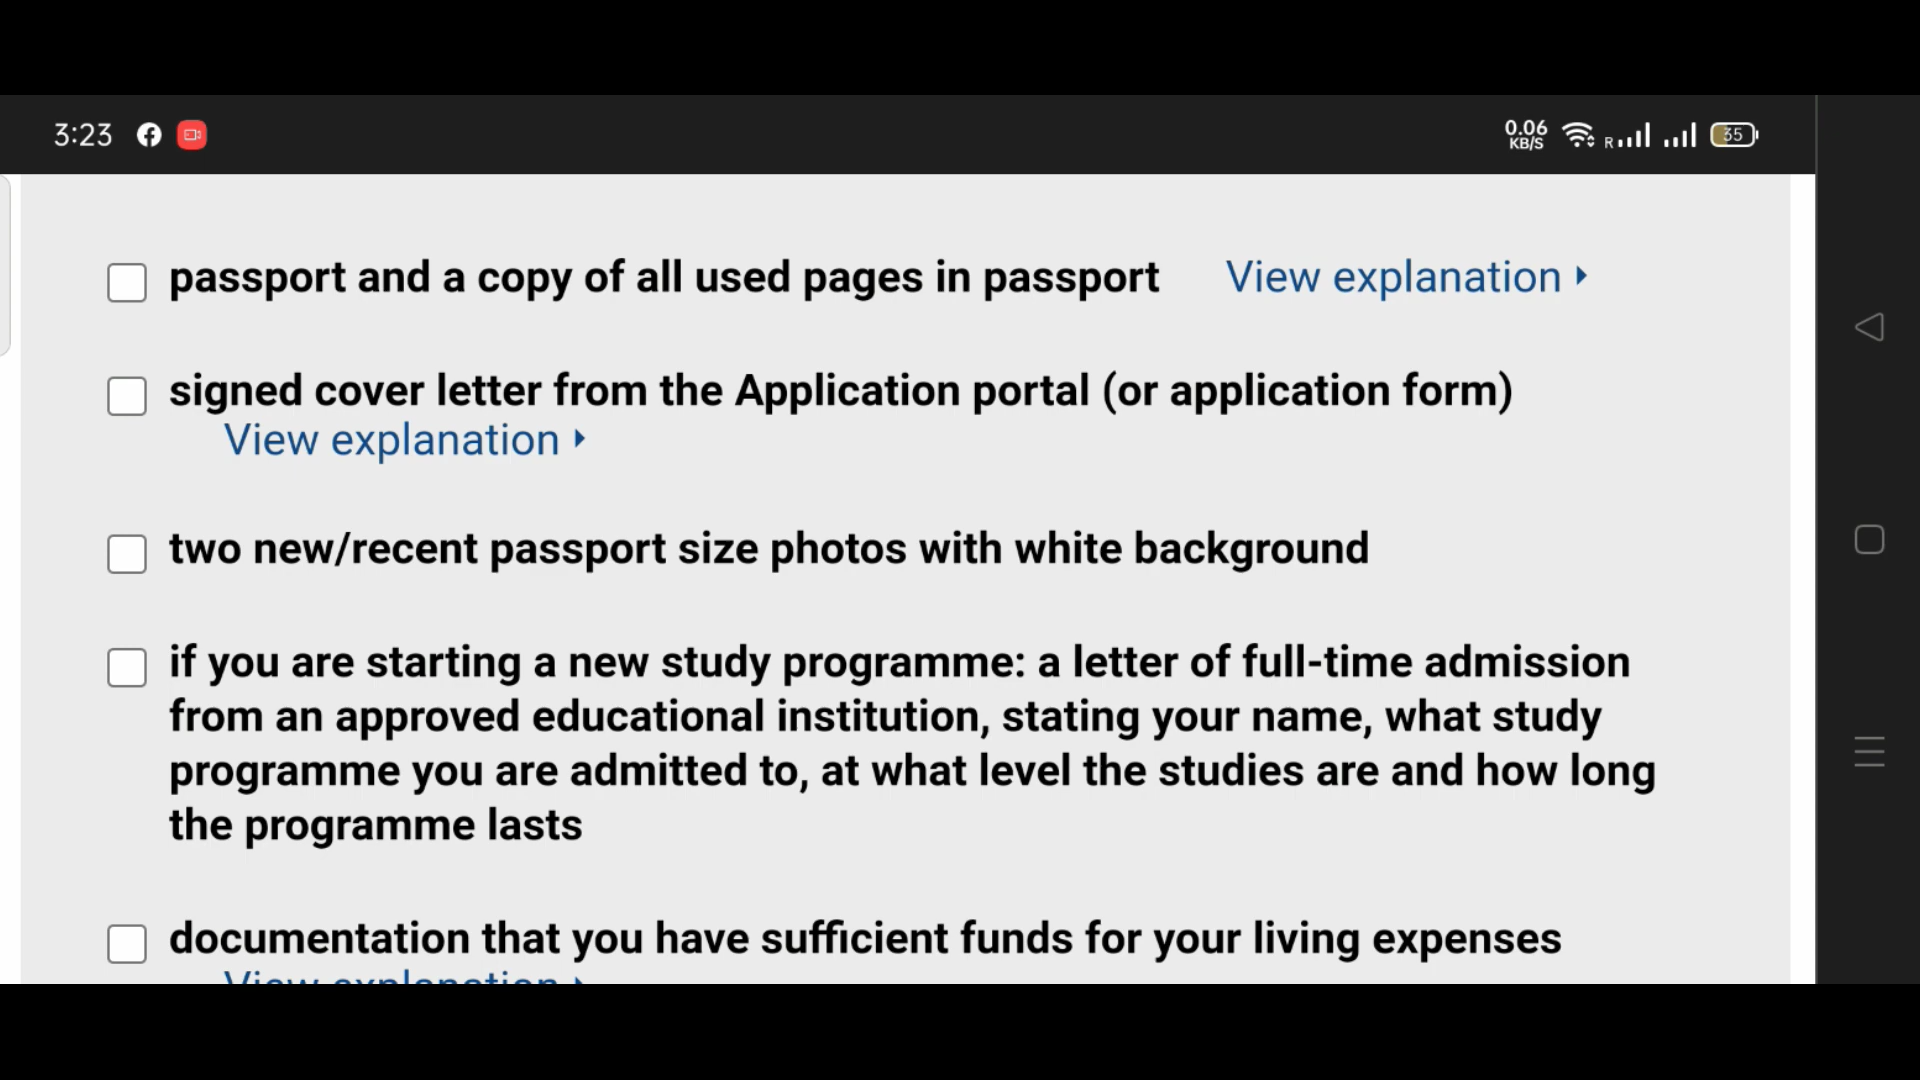 3:23
0.06
KB/S
R
35
passport and a copy of all used pages in passport View explanation
signed cover letter from the Application portal (or application form)
View explanation
two new/recent passport size photos with white background
if you are starting a new study programme: a letter of full-time admission
from an approved educational institution, stating your name, what study
programme you are admitted to, at what level the studies are and how long
the programme lasts
documentation that you have sufficient funds for your living expenses
View explanation